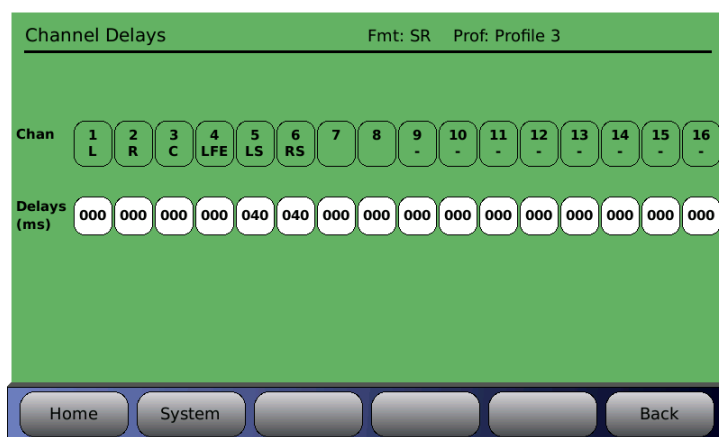 Channel Delays Fmt: SR Prof: Profile 3
Chan 1 2 3 4 5 6 7 8 9 10 11 12 13 14 15 16
L R C LFE LS RS - - - - - - - -
Delays (ms) 000 000 000 000 040 040 000 000 000 000 000 000 000 000 000 000
Home System Back